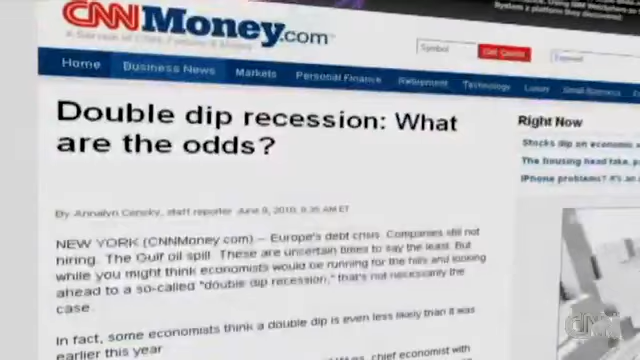 CNNMoney.com
Symbol
Get Quote
Keyword
Home Business News Markets Personal Finance Retirement Technology Luxury Small Business
Double dip recession: What
are the odds?
Right Now
Stocks dip on economic
The housing head fake,
iPhone problems? It's an
By Annalyn Censky, staff reporter June 9, 2010: 9:35 AM ET
NEW YORK (CNNMoney.com) -- Europe's debt crisis. Companies still not
hiring. The Gulf oil spill. These are uncertain times to say the least. But
while you might think economists would be running for the hills and looking
ahead to a so-called "double dip recession," that's not necessarily the
case.
In fact, some economists think a double dip is even less likely than it was
earlier this year
chief economist with
CNN